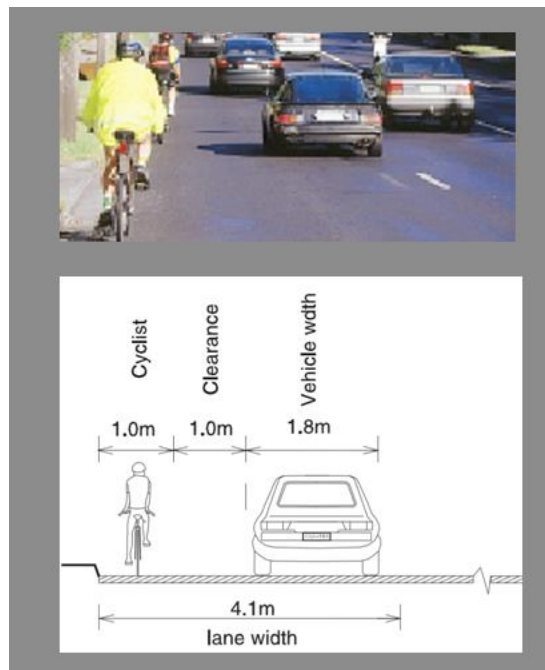 Cyclist
Clearance
Vehicle wdth
1.0m
1.0m
1.8m
4.1m
lane width